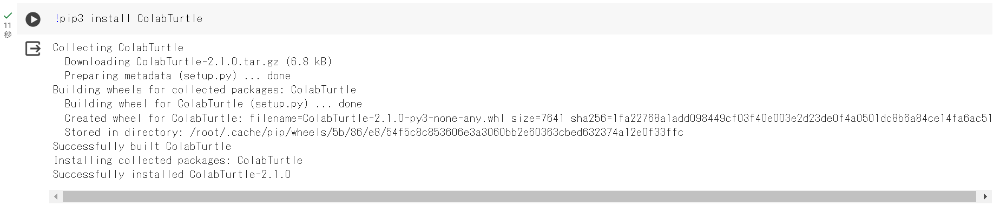 !pip3 install ColabTurtle
11
秒
Collecting ColabTurtle
Downloading ColabTurtle-2.1.0.tar.gz (6.8 kB)
Preparing metadata (setup.py) ... done
Building wheels for collected packages: ColabTurtle
Building wheel for ColabTurtle (setup.py) ... done
Created wheel for ColabTurtle: filename=ColabTurtle-2.1.0-py3-none-any.whl size=7641 sha256=1fa22768a1add098449cf03f40e003e2d23de0f4a0501dc8b6a84ce14fa6ac51
Stored in directory: /root/.cache/pip/wheels/5b/86/e8/54f5c8c853606e3a3060bb2e60363cbed632374a12e0f33ffc
Successfully built ColabTurtle
Installing collected packages: ColabTurtle
Successfully installed ColabTurtle-2.1.0